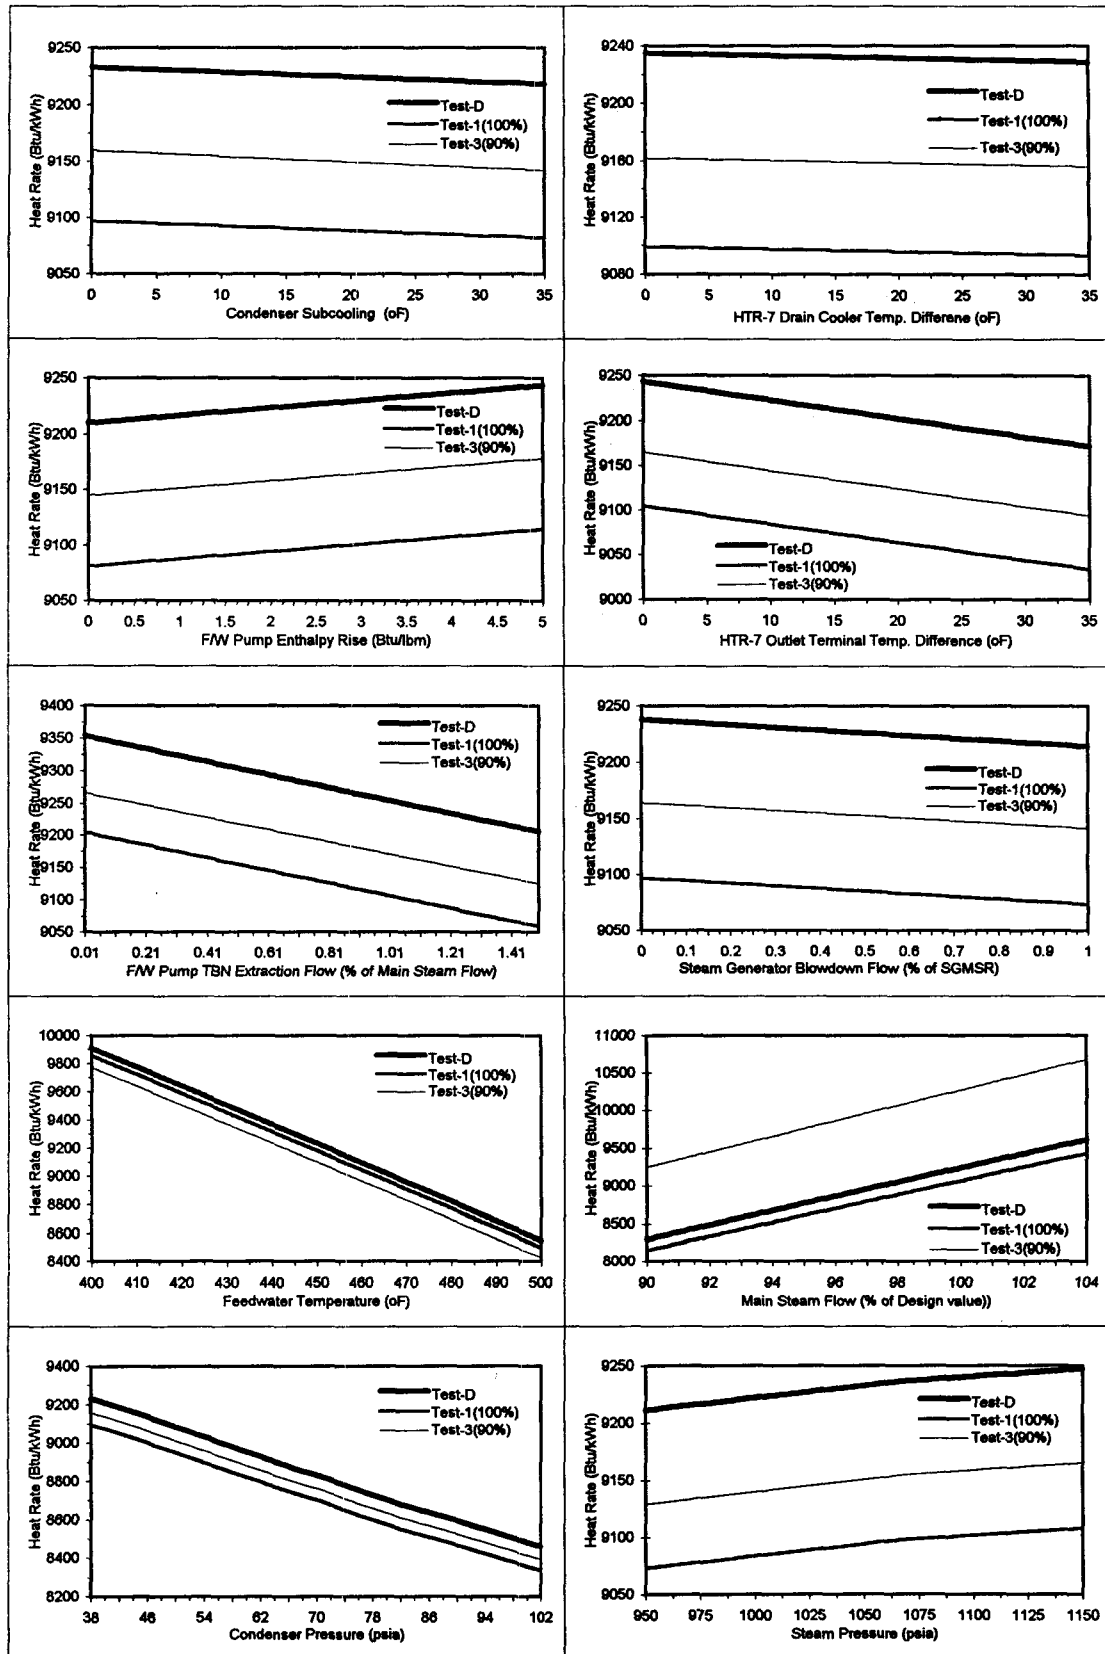 9250
9200
9150
9100
9050
Heat Rate (Btu/kWh)
Test-D
Test-1(100%)
Test-3(90%)
0 5 10 15 20 25 30 35
Condenser Subcooling (oF)
9240
9200
9160
9120
9080
Heat Rate (Btu/kWh)
Test-D
Test-1(100%)
Test-3(90%)
0 5 10 15 20 25 30 35
HTR-7 Drain Cooler Temp. Differene (oF)
9250
9200
9150
9100
9050
Heat Rate (Btu/kWh)
Test-D
Test-1(100%)
Test-3(90%)
0 0.5 1 1.5 2 2.5 3 3.5 4 4.5 5
F/W Pump Enthalpy Rise (Btu/lbm)
9250
9200
9150
9100
9050
9000
Heat Rate (Btu/kWh)
Test-D
Test-1(100%)
Test-3(90%)
0 5 10 15 20 25 30 35
HTR-7 Outlet Terminal Temp. Difference (oF)
9400
9350
9300
9250
9200
9150
9100
9050
Heat Rate (Btu/kWh)
Test-D
Test-1(100%)
Test-3(90%)
0.01 0.21 0.41 0.61 0.81 1.01 1.21 1.41
F/W Pump TBN Extraction Flow (% of Main Steam Flow)
9250
9200
9150
9100
9050
Heat Rate (Btu/kWh)
Test-D
Test-1(100%)
Test-3(90%)
0 0.1 0.2 0.3 0.4 0.5 0.6 0.7 0.8 0.9 1
Steam Generator Blowdown Flow (% of SGMSR)
10000
9800
9600
9400
9200
9000
8800
8600
8400
Heat Rate (Btu/kWh)
Test-D
Test-1(100%)
Test-3(90%)
400 410 420 430 440 450 460 470 480 490 500
Feedwater Temperature (oF)
11000
10500
10000
9500
9000
8500
8000
Heat Rate (Btu/kWh)
Test-D
Test-1(100%)
Test-3(90%)
90 92 94 96 98 100 102 104
Main Steam Flow (% of Design value))
9400
9200
9000
8800
8600
8400
8200
Heat Rate (Btu/kWh)
Test-D
Test-1(100%)
Test-3(90%)
38 46 54 62 70 78 86 94 102
Condenser Pressure (psia)
9250
9200
9150
9100
9050
Heat Rate (Btu/kWh)
Test-D
Test-1(100%)
Test-3(90%)
950 975 1000 1025 1050 1075 1100 1125 1150
Steam Pressure (psia)